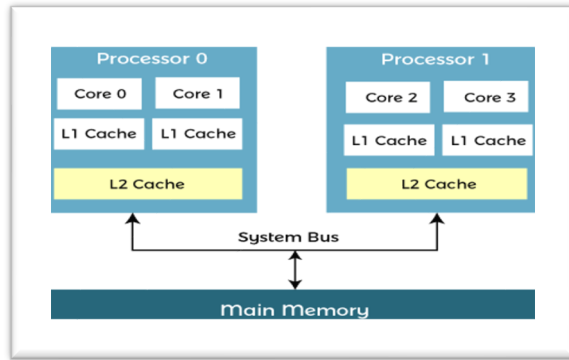 Processor 0
Processor 1
Core 0
Core 1
Core 2
Core 3
L1 Cache
L1 Cache
L1 Cache
L1 Cache
L2 Cache
L2 Cache
System Bus
Main Memory